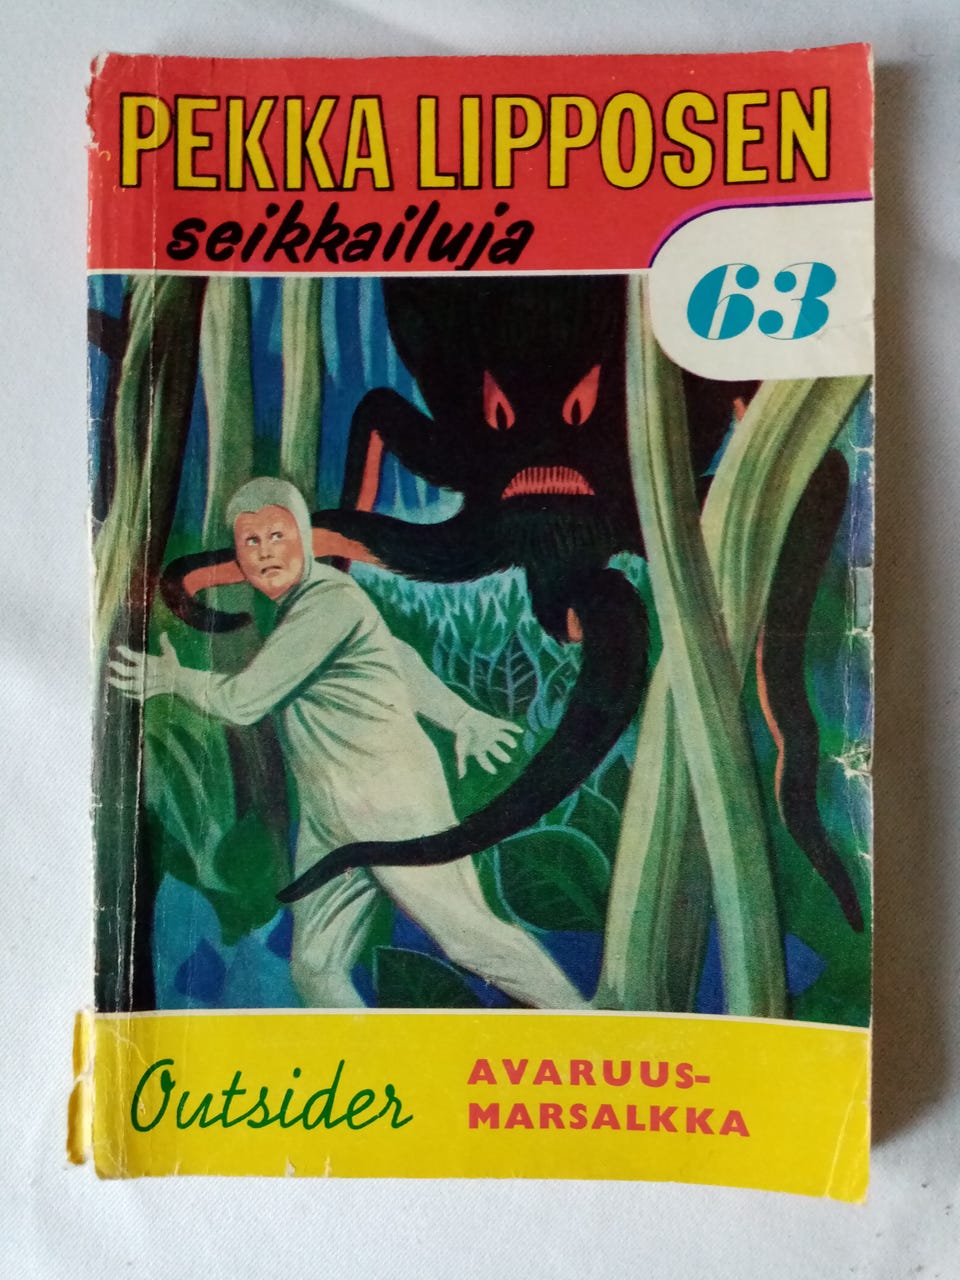 PEKKA LIPPOSEN
seikkailuja
63
Outsider
AVARUUS-
MARSALKKA